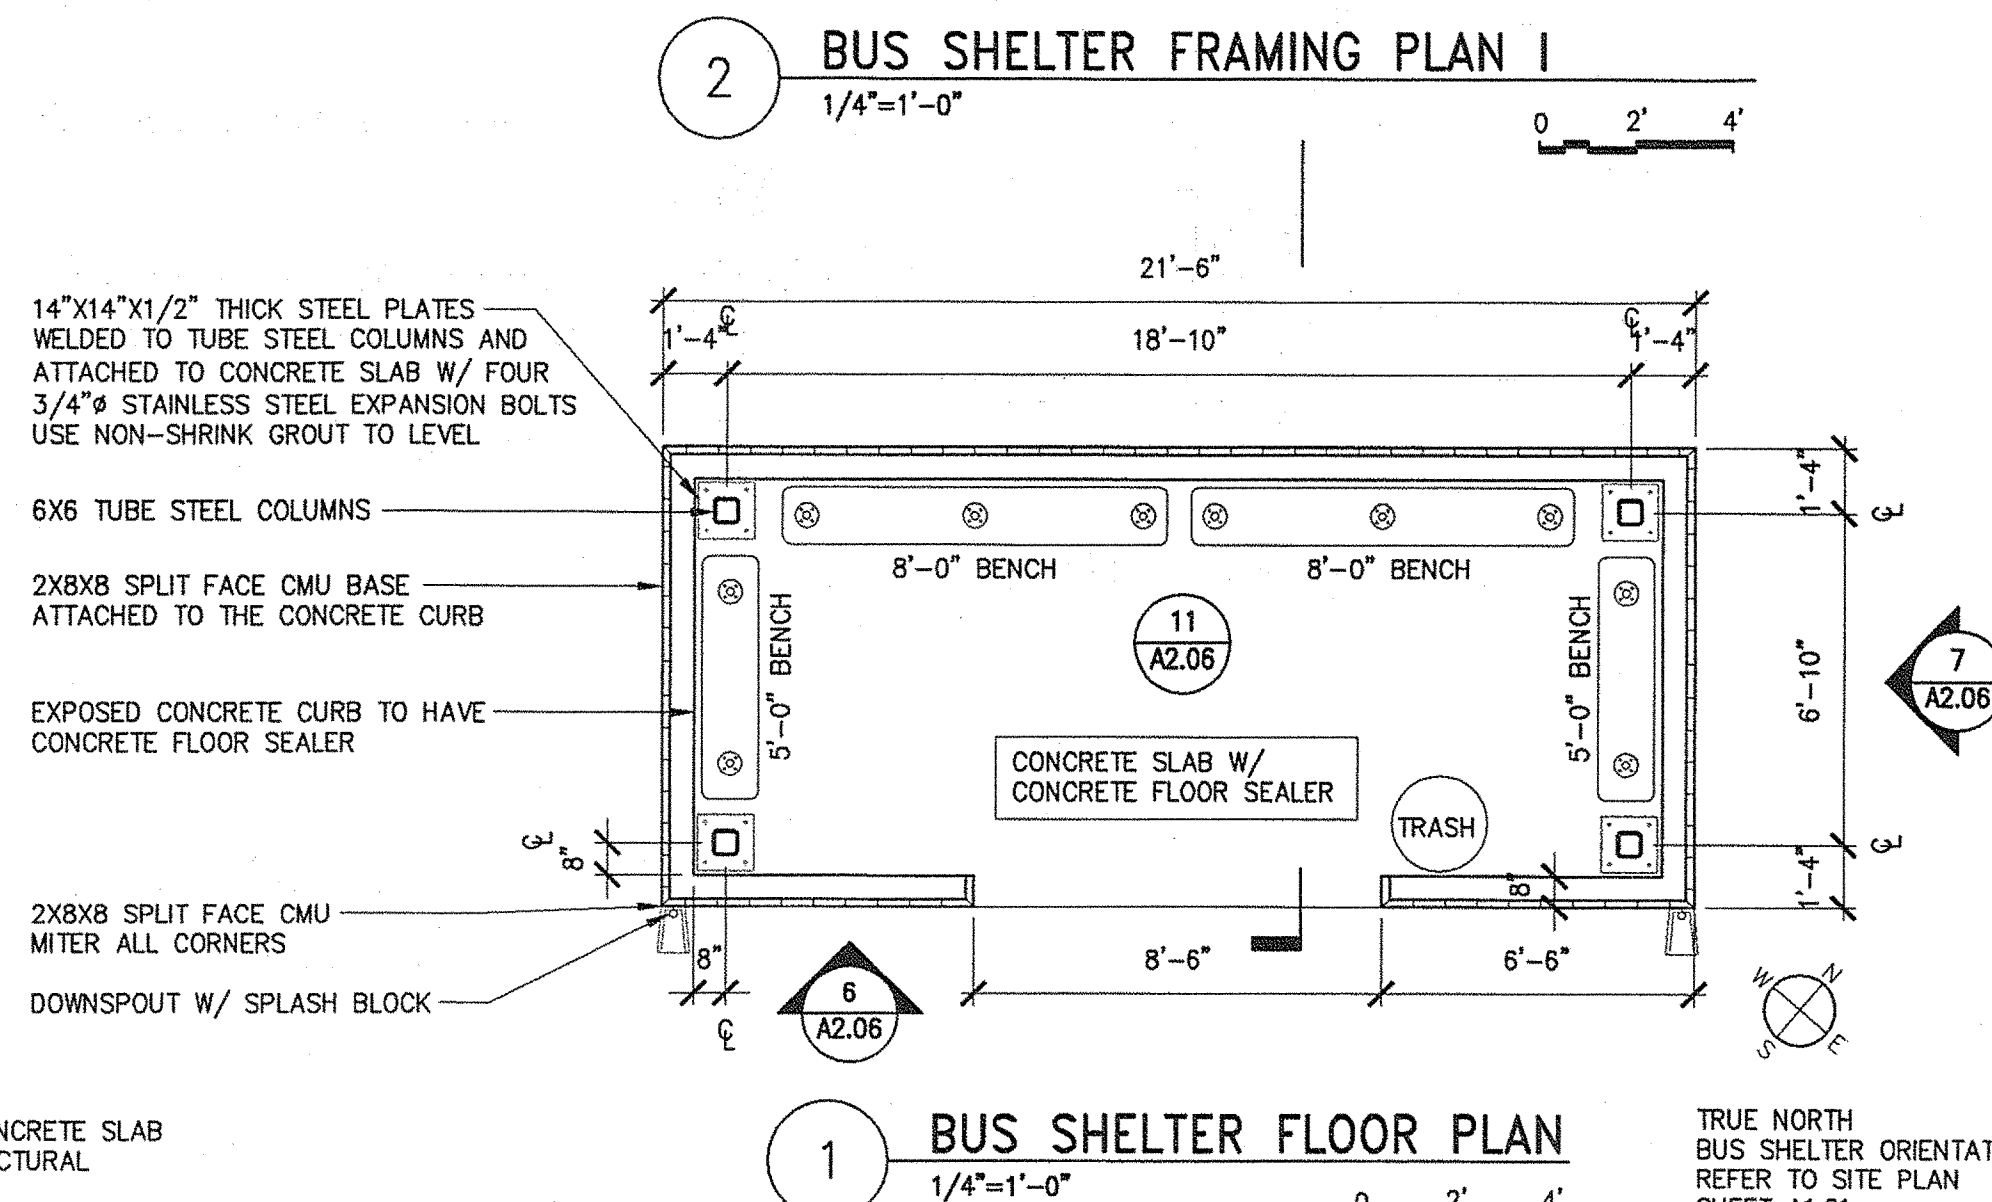 2
BUS SHELTER FRAMING PLAN I
1/4"=1'-0"
0 2' 4'
21'-6"
1'-4" ℄ 18'-10" ℄ 1'-4"
14"X14"X1/2" THICK STEEL PLATES
WELDED TO TUBE STEEL COLUMNS AND
ATTACHED TO CONCRETE SLAB W/ FOUR
3/4"ø STAINLESS STEEL EXPANSION BOLTS
USE NON-SHRINK GROUT TO LEVEL
6X6 TUBE STEEL COLUMNS
2X8X8 SPLIT FACE CMU BASE
ATTACHED TO THE CONCRETE CURB
EXPOSED CONCRETE CURB TO HAVE
CONCRETE FLOOR SEALER
2X8X8 SPLIT FACE CMU
MITER ALL CORNERS
DOWNSPOUT W/ SPLASH BLOCK
8'-0" BENCH
8'-0" BENCH
5'-0" BENCH
5'-0" BENCH
11
A2.06
CONCRETE SLAB W/
CONCRETE FLOOR SEALER
TRASH
1'-4"
℄
6'-10"
℄
1'-4"
7
A2.06
℄
8"
8"
8"
℄
6
A2.06
8'-6"
6'-6"
W N
S E
1
BUS SHELTER FLOOR PLAN
1/4"=1'-0"
0 2' 4'
NCRETE SLAB
CTURAL
TRUE NORTH
BUS SHELTER ORIENTAT
REFER TO SITE PLAN